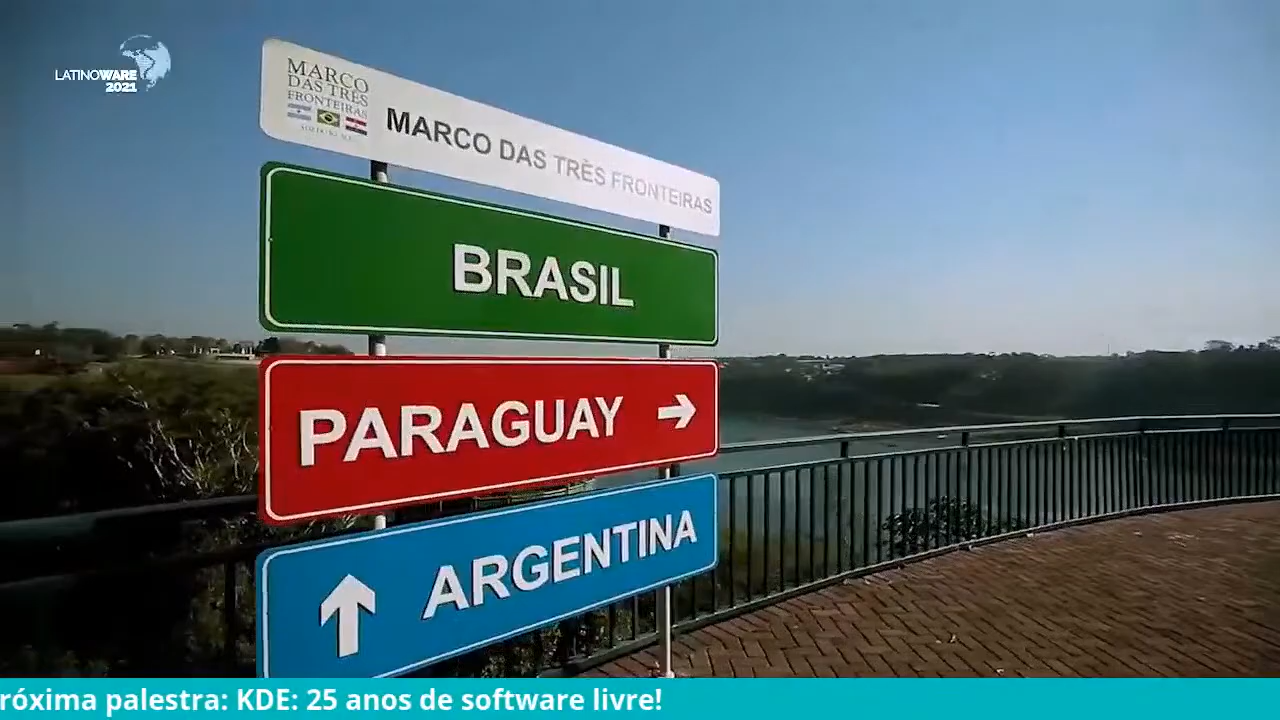 LATINOWARE
2021
MARCO
DAS TRÊS
FRONTEIRAS
MARCO DAS TRÊS FRONTEIRAS
BRASIL
PARAGUAY →
↑ ARGENTINA
róxima palestra: KDE: 25 anos de software livre!